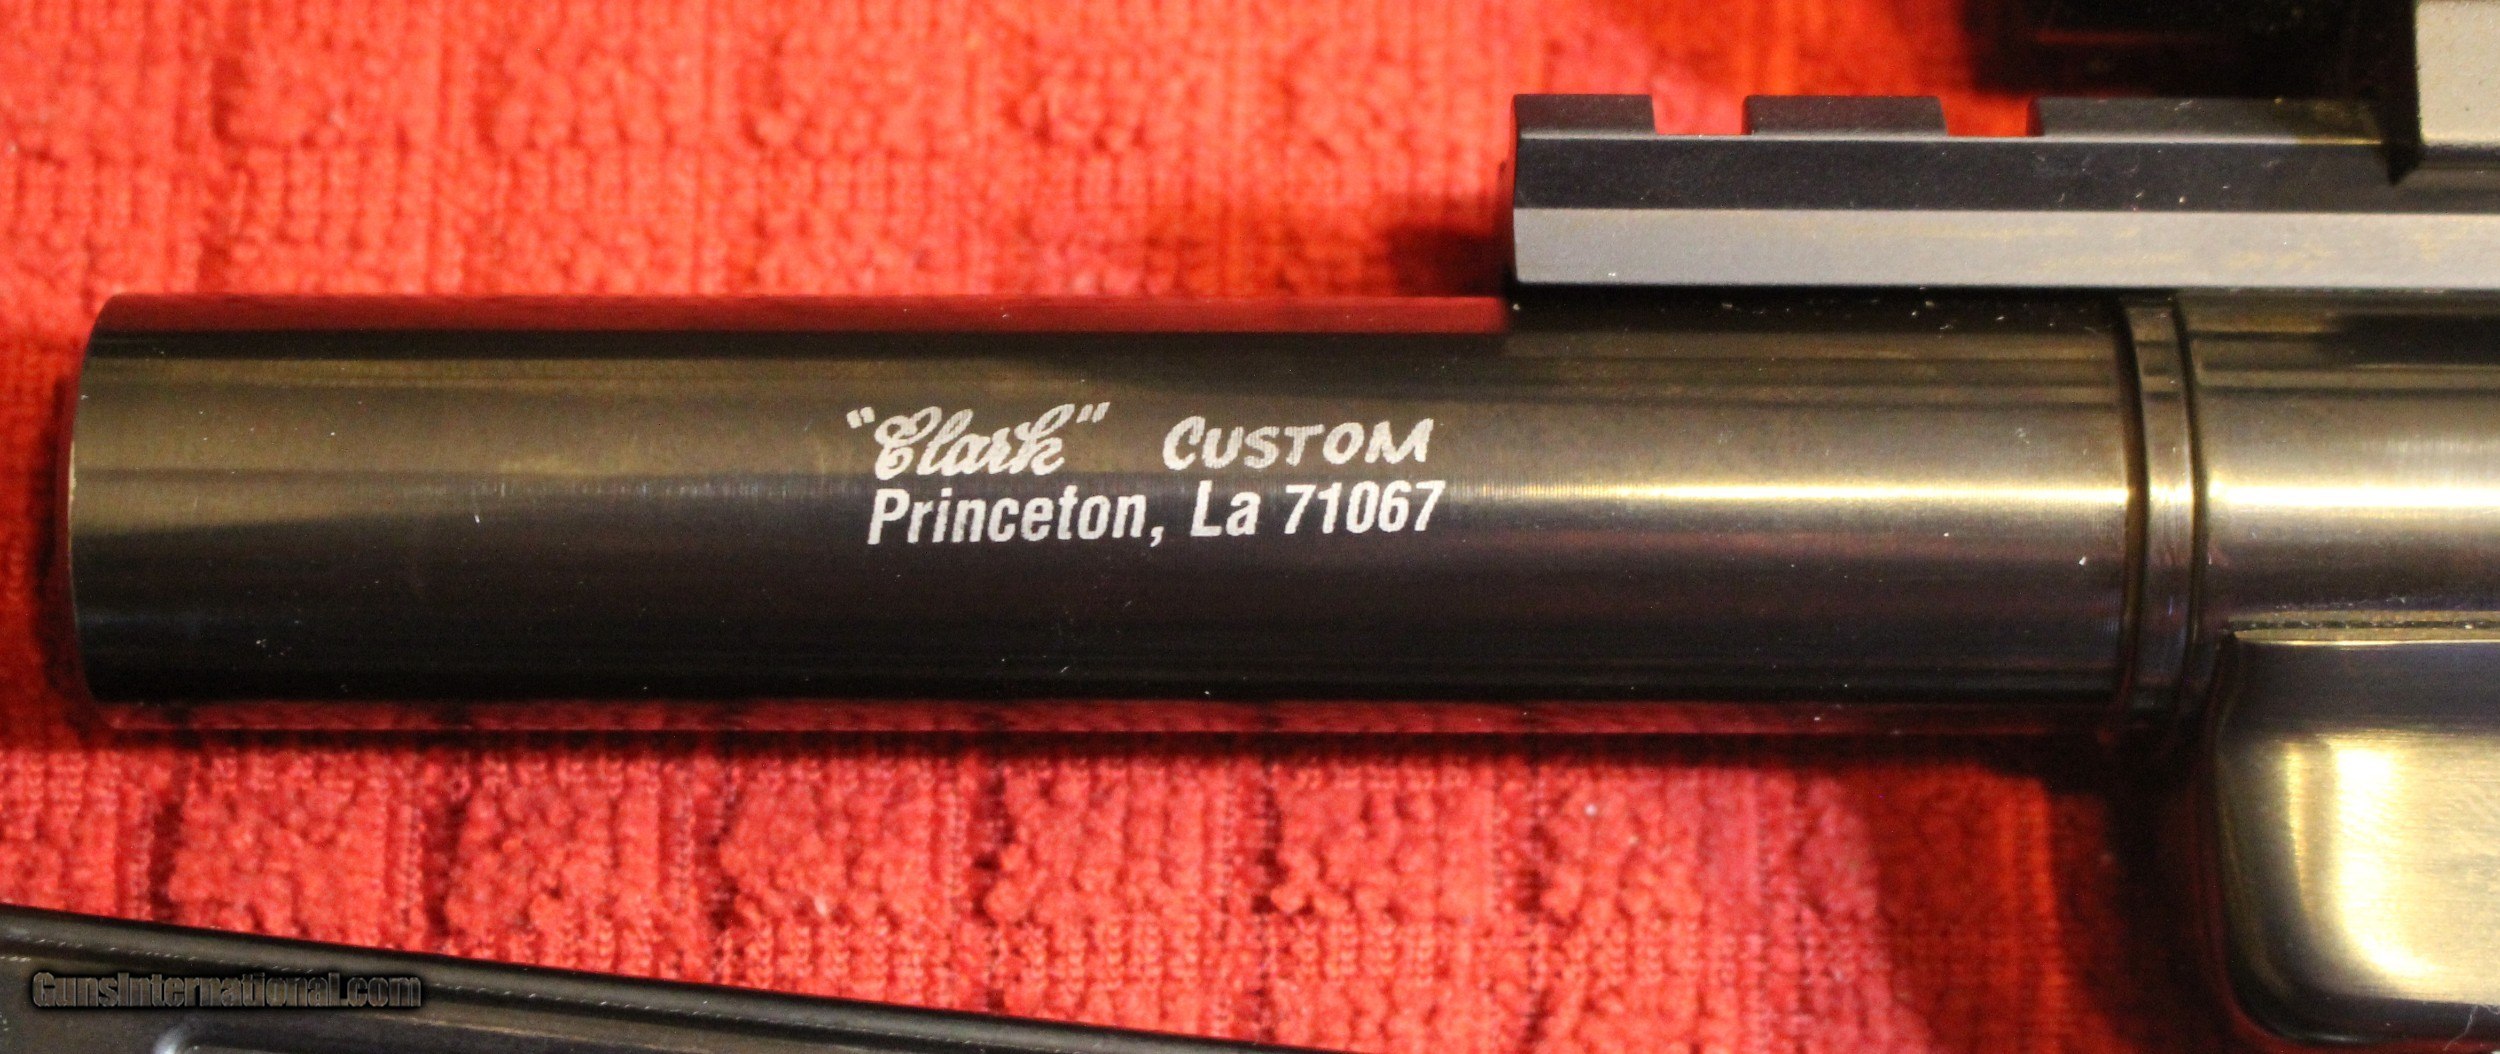 "Clark" CUSTOM
Princeton, La 71067
GunsInternational.com